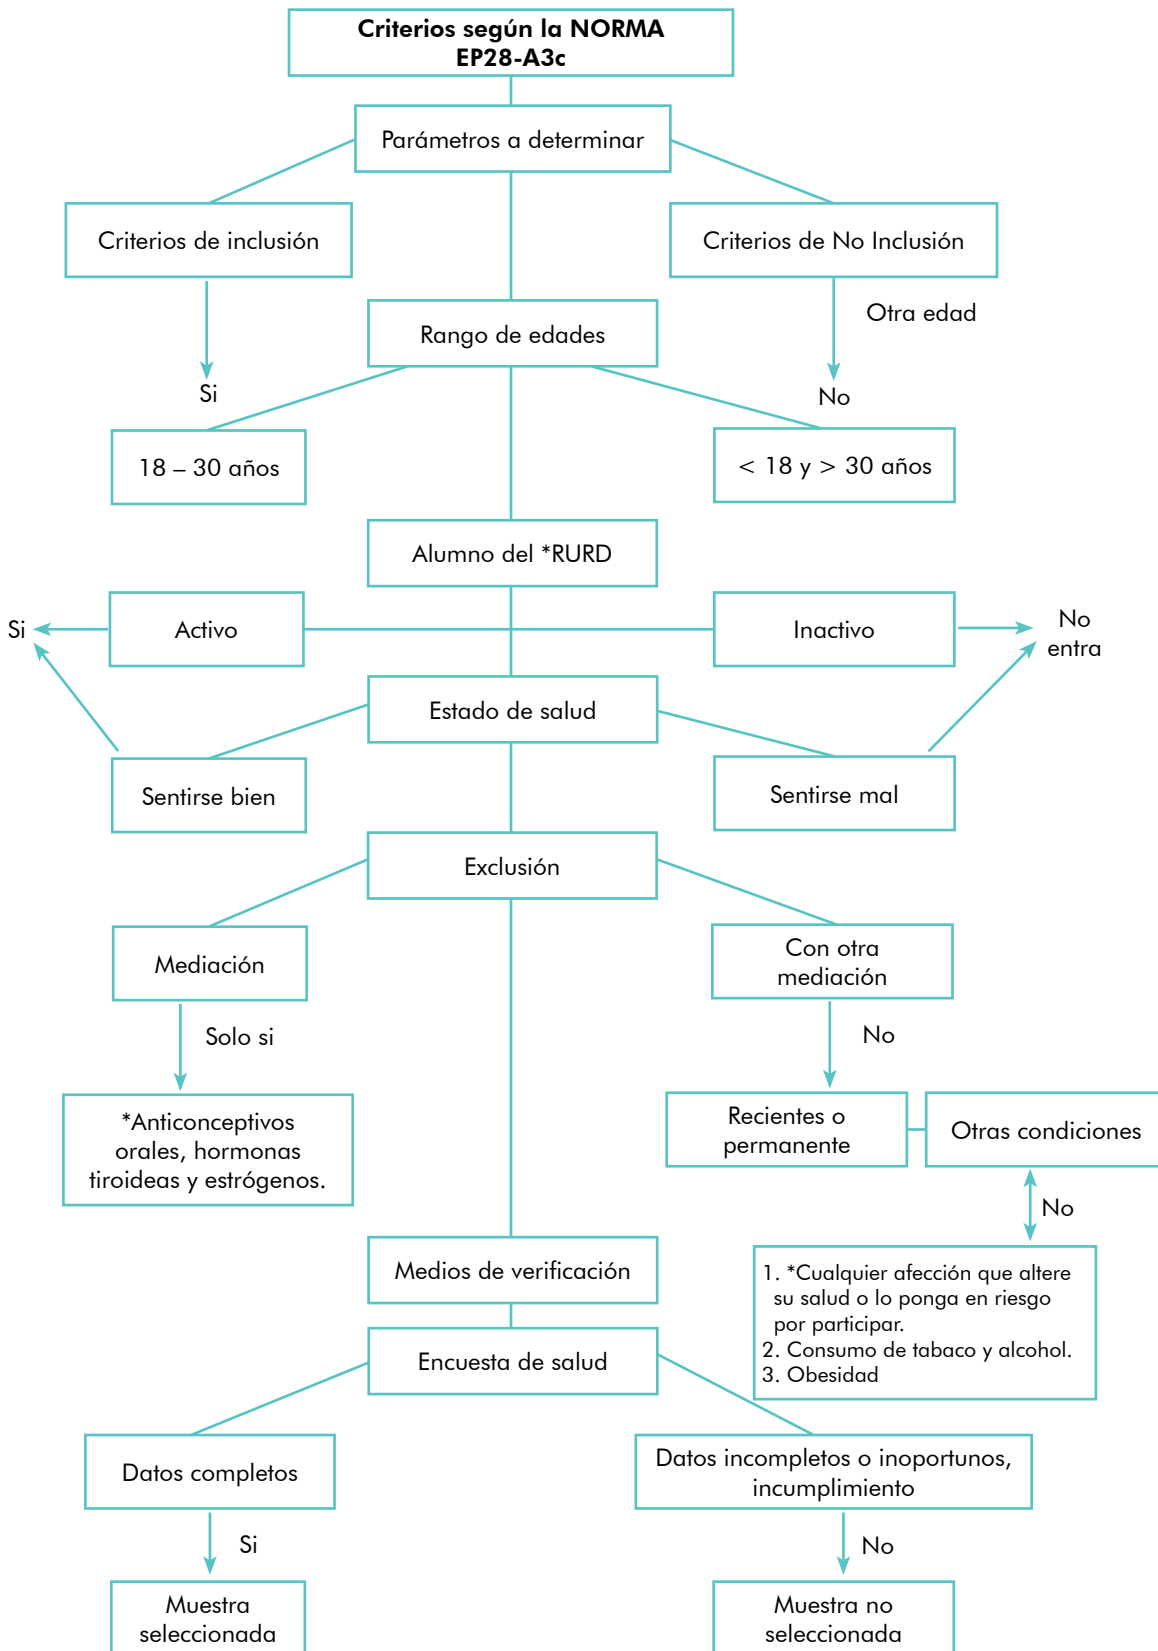 Criterios según la NORMA
EP28-A3c
Parámetros a determinar
Criterios de inclusión
Criterios de No Inclusión
Otra edad
Rango de edades
Si
No
18 – 30 años
< 18 y > 30 años
Alumno del *RURD
Si
Activo
Inactivo
No
entra
Estado de salud
Sentirse bien
Sentirse mal
Exclusión
Mediación
Con otra
mediación
Solo si
No
*Anticonceptivos
orales, hormonas
tiroideas y estrógenos.
Recientes o
permanente
Otras condiciones
No
Medios de verificación
1. *Cualquier afección que altere
su salud o lo ponga en riesgo
por participar.
2. Consumo de tabaco y alcohol.
3. Obesidad
Encuesta de salud
Datos completos
Datos incompletos o inoportunos,
incumplimiento
Si
No
Muestra
seleccionada
Muestra no
seleccionada